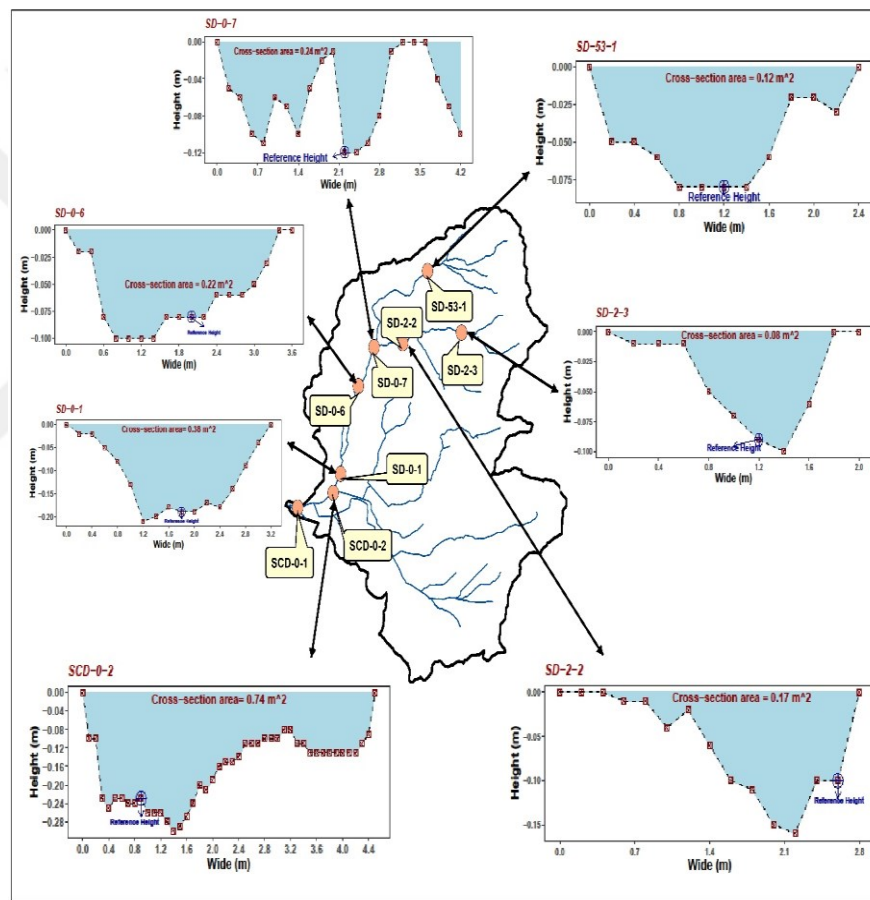 SD-0-7
Cross-section area = 0.24 m^2
Height (m)
0.00
-0.04
-0.08
-0.12
Reference Height
0.0 0.7 1.4 2.1 2.8 3.5 4.2
Wide (m)
SD-53-1
Cross-section area = 0.12 m^2
Height (m)
0.000
-0.025
-0.050
-0.075
Reference Height
0.0 0.4 0.8 1.2 1.6 2.0 2.4
Wide (m)
SD-0-6
Cross-section area = 0.22 m^2
Height (m)
0.000
-0.025
-0.050
-0.075
-0.100
Reference Height
0.0 0.6 1.2 1.8 2.4 3.0 3.6
Wide (m)
SD-2-3
Cross-section area = 0.08 m^2
Height (m)
0.000
-0.025
-0.050
-0.075
-0.100
Reference Height
0.0 0.4 0.8 1.2 1.6 2.0
Wide (m)
SD-0-1
Cross-section area = 0.38 m^2
Height (m)
0.00
-0.05
-0.10
-0.15
-0.20
Reference Height
0.0 0.4 0.8 1.2 1.6 2.0 2.4 2.8 3.2
Wide (m)
SD-53-1
SD-2-2
SD-2-3
SD-0-7
SD-0-6
SD-0-1
SCD-0-2
SCD-0-1
SCD-0-2
Cross-section area= 0.74 m^2
Height (m)
0.00
-0.04
-0.08
-0.12
-0.16
-0.20
-0.24
-0.28
Reference Height
0.0 0.4 0.8 1.2 1.6 2.0 2.4 2.8 3.2 3.6 4.0 4.4
Wide (m)
SD-2-2
Cross-section area = 0.17 m^2
Height (m)
0.00
-0.05
-0.10
-0.15
Reference Height
0.0 0.7 1.4 2.1 2.8
Wide (m)